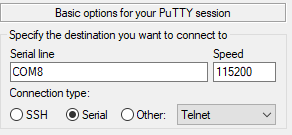 Basic options for your PuTTY session
Specify the destination you want to connect to
Serial line Speed
COM8 115200
Connection type:
SSH Serial Other: Telnet